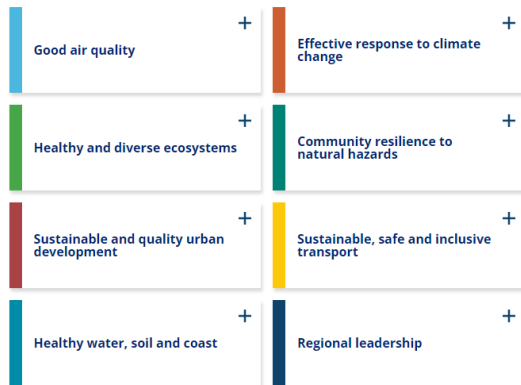 Good air quality
Effective response to climate
change
Healthy and diverse ecosystems
Community resilience to
natural hazards
Sustainable and quality urban
development
Sustainable, safe and inclusive
transport
Healthy water, soil and coast
Regional leadership